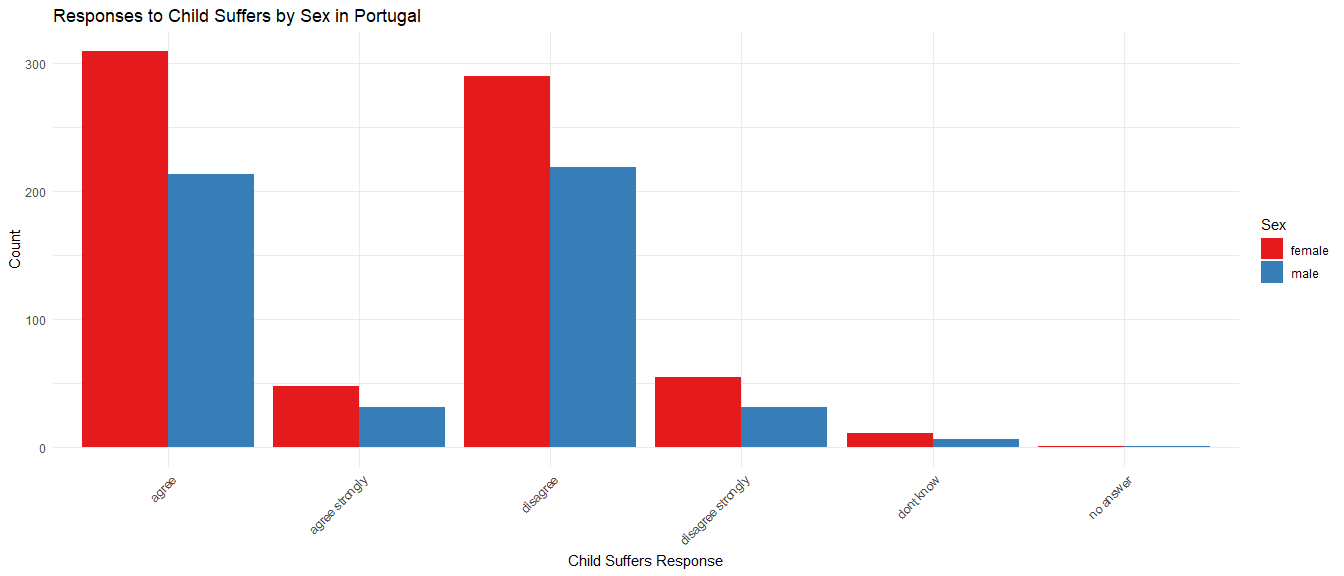 Responses to Child Suffers by Sex in Portugal
300
200
100
0
Count
agree
agree strongly
disagree
disagree strongly
dont know
no answer
Child Suffers Response
Sex
female
male